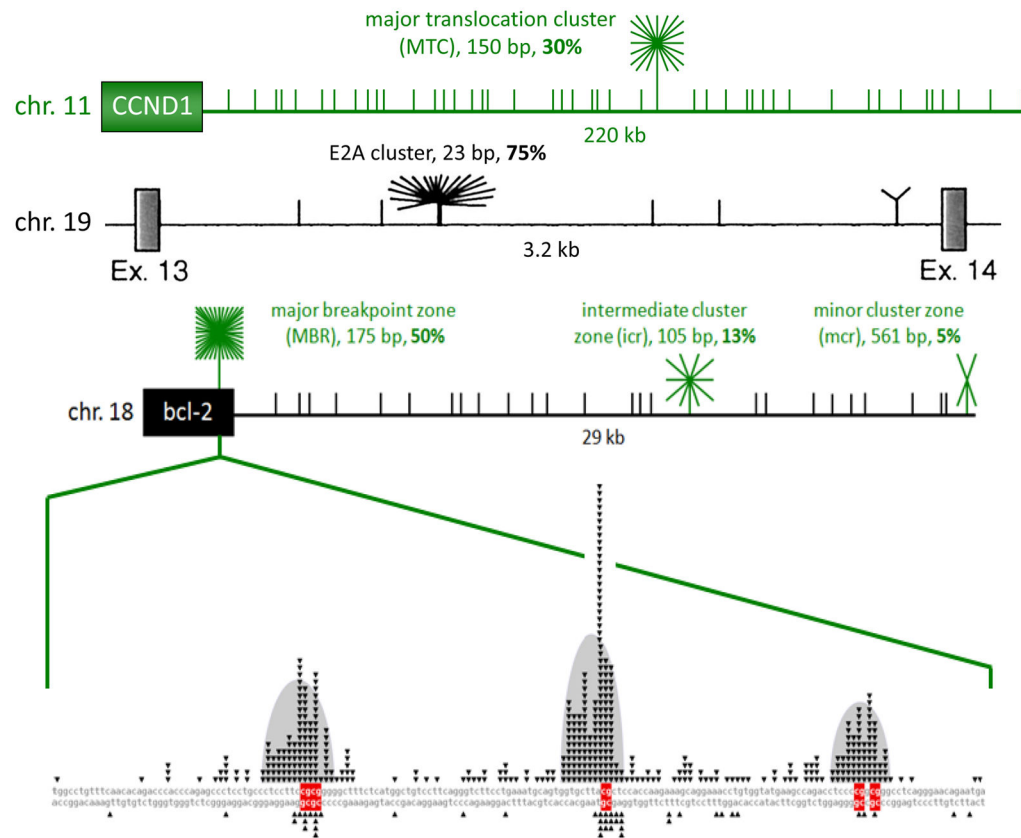 major translocation cluster
(MTC), 150 bp, 30%
chr. 11
CCND1
220 kb
E2A cluster, 23 bp, 75%
chr. 19
3.2 kb
Ex. 13
Ex. 14
major breakpoint zone
(MBR), 175 bp, 50%
intermediate cluster
zone (icr), 105 bp, 13%
minor cluster zone
(mcr), 561 bp, 5%
chr. 18
bcl-2
29 kb
tggcctgtttcaacacagacccacccagagccctcctgccctccttccgcgggggctttctcatggctgtccttcagggtcttcctgaaatgcagtggtgcttacgctccaccaagaaagcaggaaacctgtggtatgaagccagacctccccggcgggcctcagggaacagaatga
accggacaaagttgtgtctgggtgggtctcgggaggacgggaggaaggcgcccccgaaagagtaccgacaggaagtcccagaaggactttacgtcaccacgaatgcgaggtggttctttcgtcctttggacaccatacttcggtctggaggggccgcccggagtcccttgtcttact